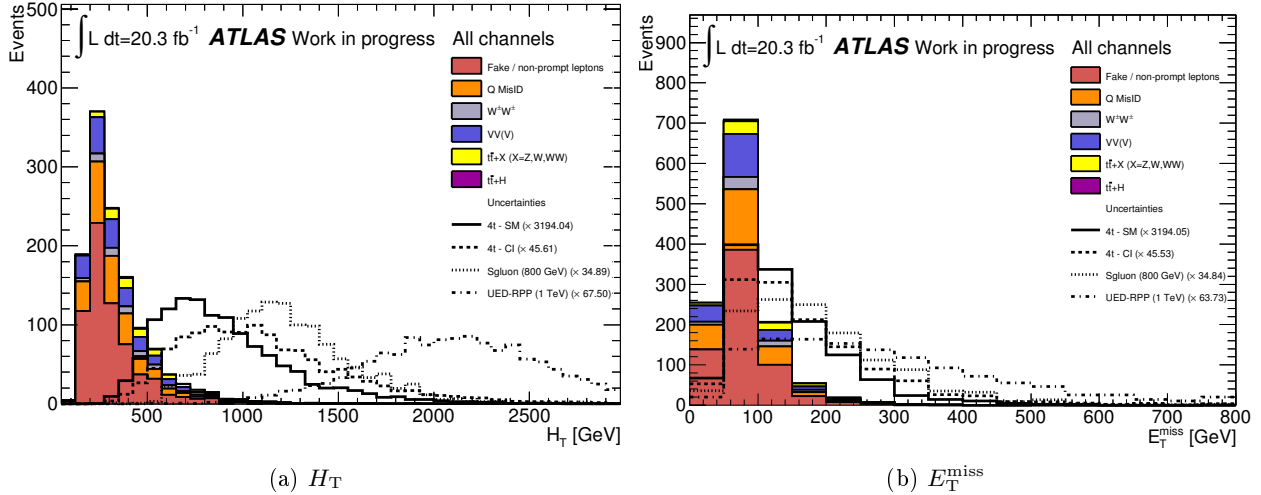 Events
500
400
300
200
100
0
∫ L dt=20.3 fb⁻¹ ATLAS Work in progress
All channels
Fake / non-prompt leptons
Q MisID
W±W±
VV(V)
tt̄+X (X=Z,W,WW)
tt̄+H
Uncertainties
4t - SM (× 3194.04)
4t - CI (× 45.61)
Sgluon (800 GeV) (× 34.89)
UED-RPP (1 TeV) (× 67.50)
500 1000 1500 2000 2500
H_T [GeV]
(a) H_T
Events
900
800
700
600
500
400
300
200
100
0
∫ L dt=20.3 fb⁻¹ ATLAS Work in progress
All channels
Fake / non-prompt leptons
Q MisID
W±W±
VV(V)
tt̄+X (X=Z,W,WW)
tt̄+H
Uncertainties
4t - SM (× 3194.05)
4t - CI (× 45.53)
Sgluon (800 GeV) (× 34.84)
UED-RPP (1 TeV) (× 63.73)
0 100 200 300 400 500 600 700 800
E_T^miss [GeV]
(b) E_T^miss